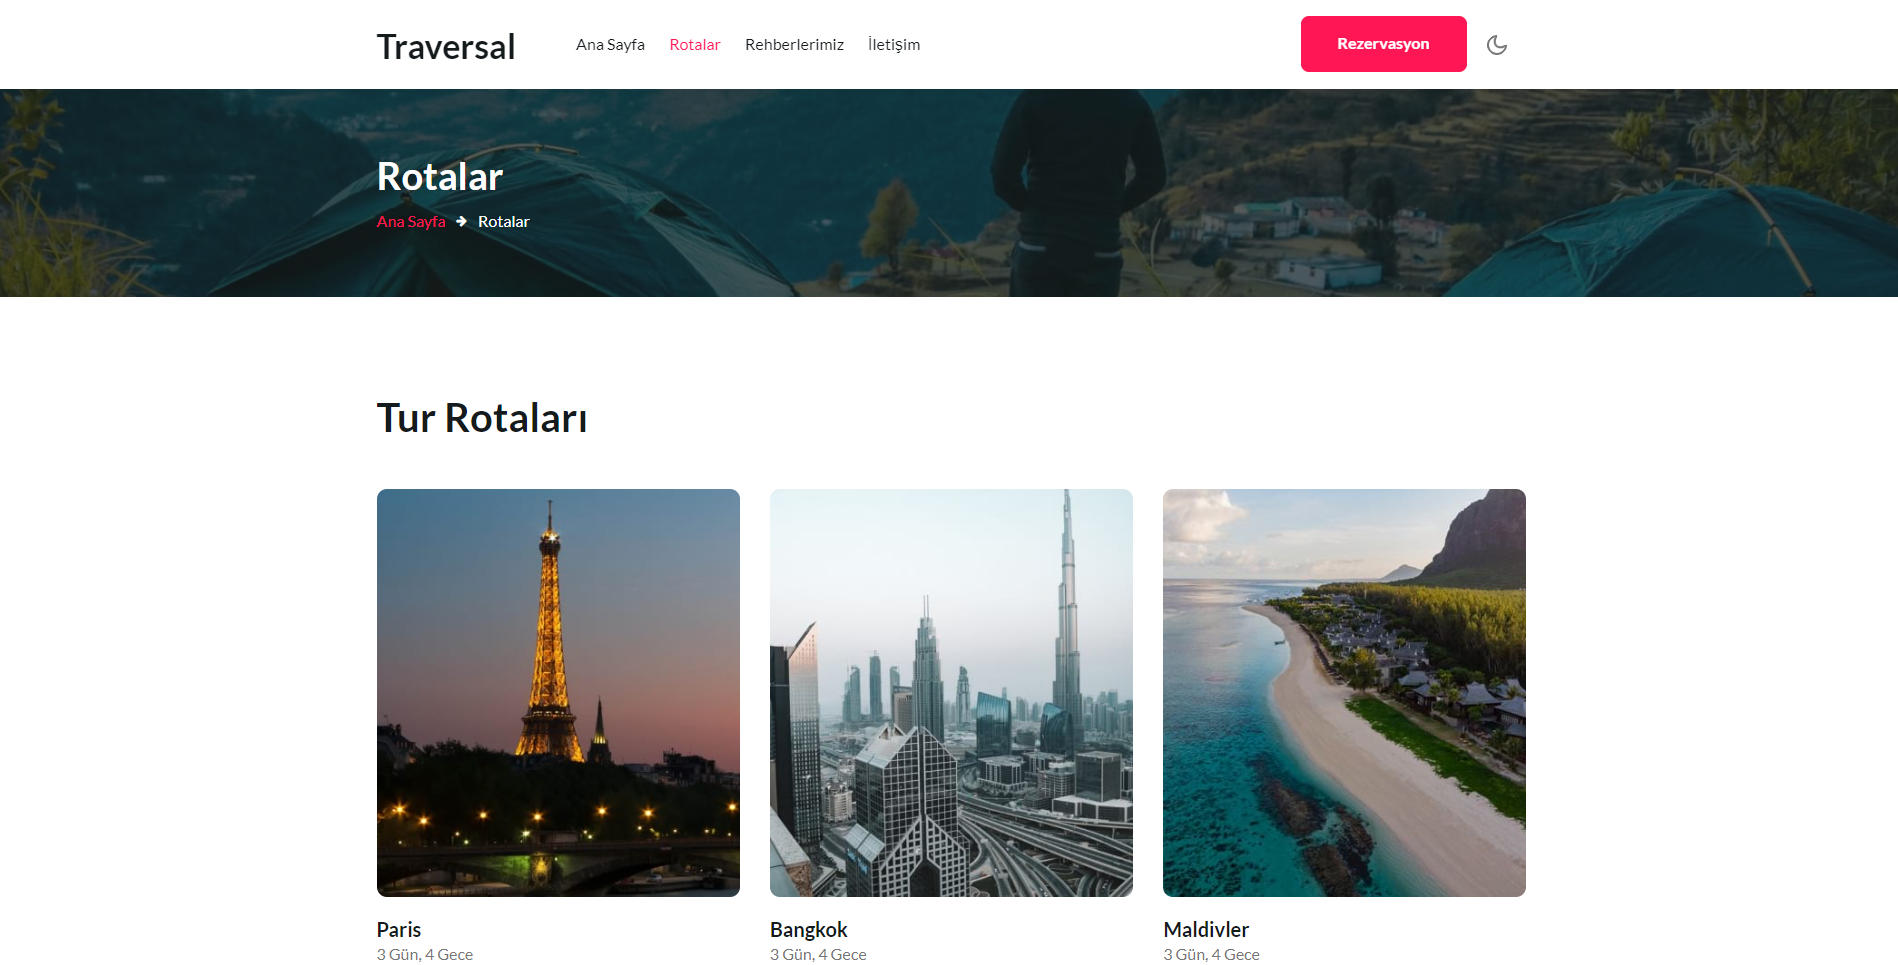 Traversal
Ana Sayfa Rotalar Rehberlerimiz İletişim
Rezervasyon
Rotalar
Ana Sayfa → Rotalar
Tur Rotaları
Paris
3 Gün, 4 Gece
Bangkok
3 Gün, 4 Gece
Maldivler
3 Gün, 4 Gece